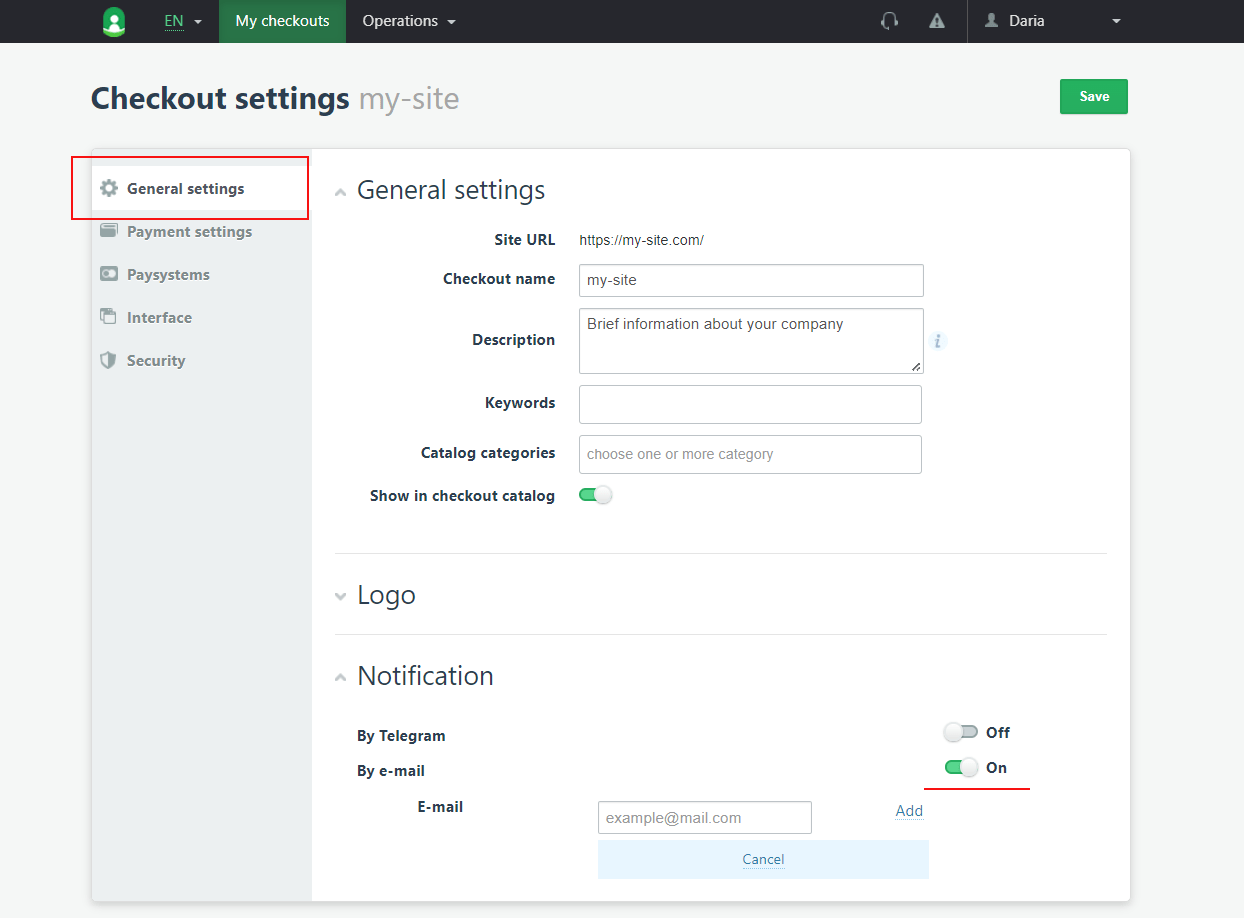 EN My checkouts Operations Daria
Checkout settings my-site Save
General settings
Payment settings
Paysystems
Interface
Security
General settings
Site URL https://my-site.com/
Checkout name my-site
Description Brief information about your company i
Keywords
Catalog categories choose one or more category
Show in checkout catalog
Logo
Notification
By Telegram Off
By e-mail On
E-mail example@mail.com Add
Cancel